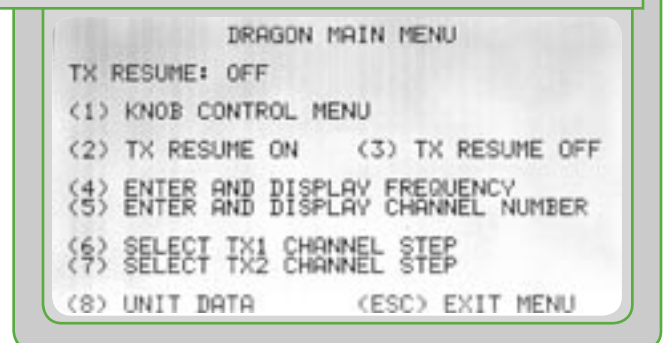 DRAGON MAIN MENU
TX RESUME: OFF
(1) KNOB CONTROL MENU
(2) TX RESUME ON (3) TX RESUME OFF
(4) ENTER AND DISPLAY FREQUENCY
(5) ENTER AND DISPLAY CHANNEL NUMBER
(6) SELECT TX1 CHANNEL STEP
(7) SELECT TX2 CHANNEL STEP
(8) UNIT DATA (ESC) EXIT MENU